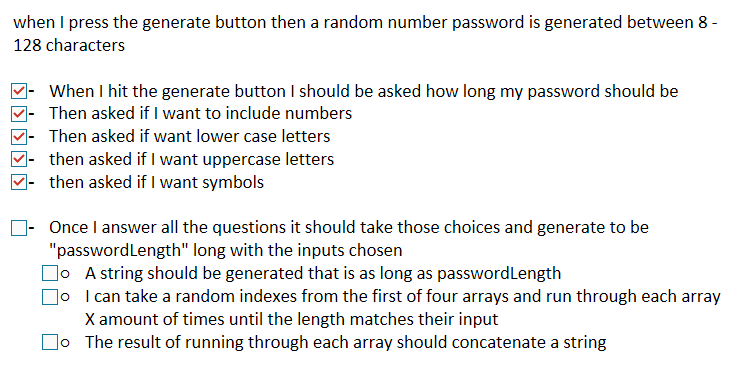 when I press the generate button then a random number password is generated between 8 -
128 characters
- When I hit the generate button I should be asked how long my password should be
- Then asked if I want to include numbers
- Then asked if want lower case letters
- then asked if I want uppercase letters
- then asked if I want symbols
- Once I answer all the questions it should take those choices and generate to be
"passwordLength" long with the inputs chosen
o A string should be generated that is as long as passwordLength
o I can take a random indexes from the first of four arrays and run through each array
X amount of times until the length matches their input
o The result of running through each array should concatenate a string